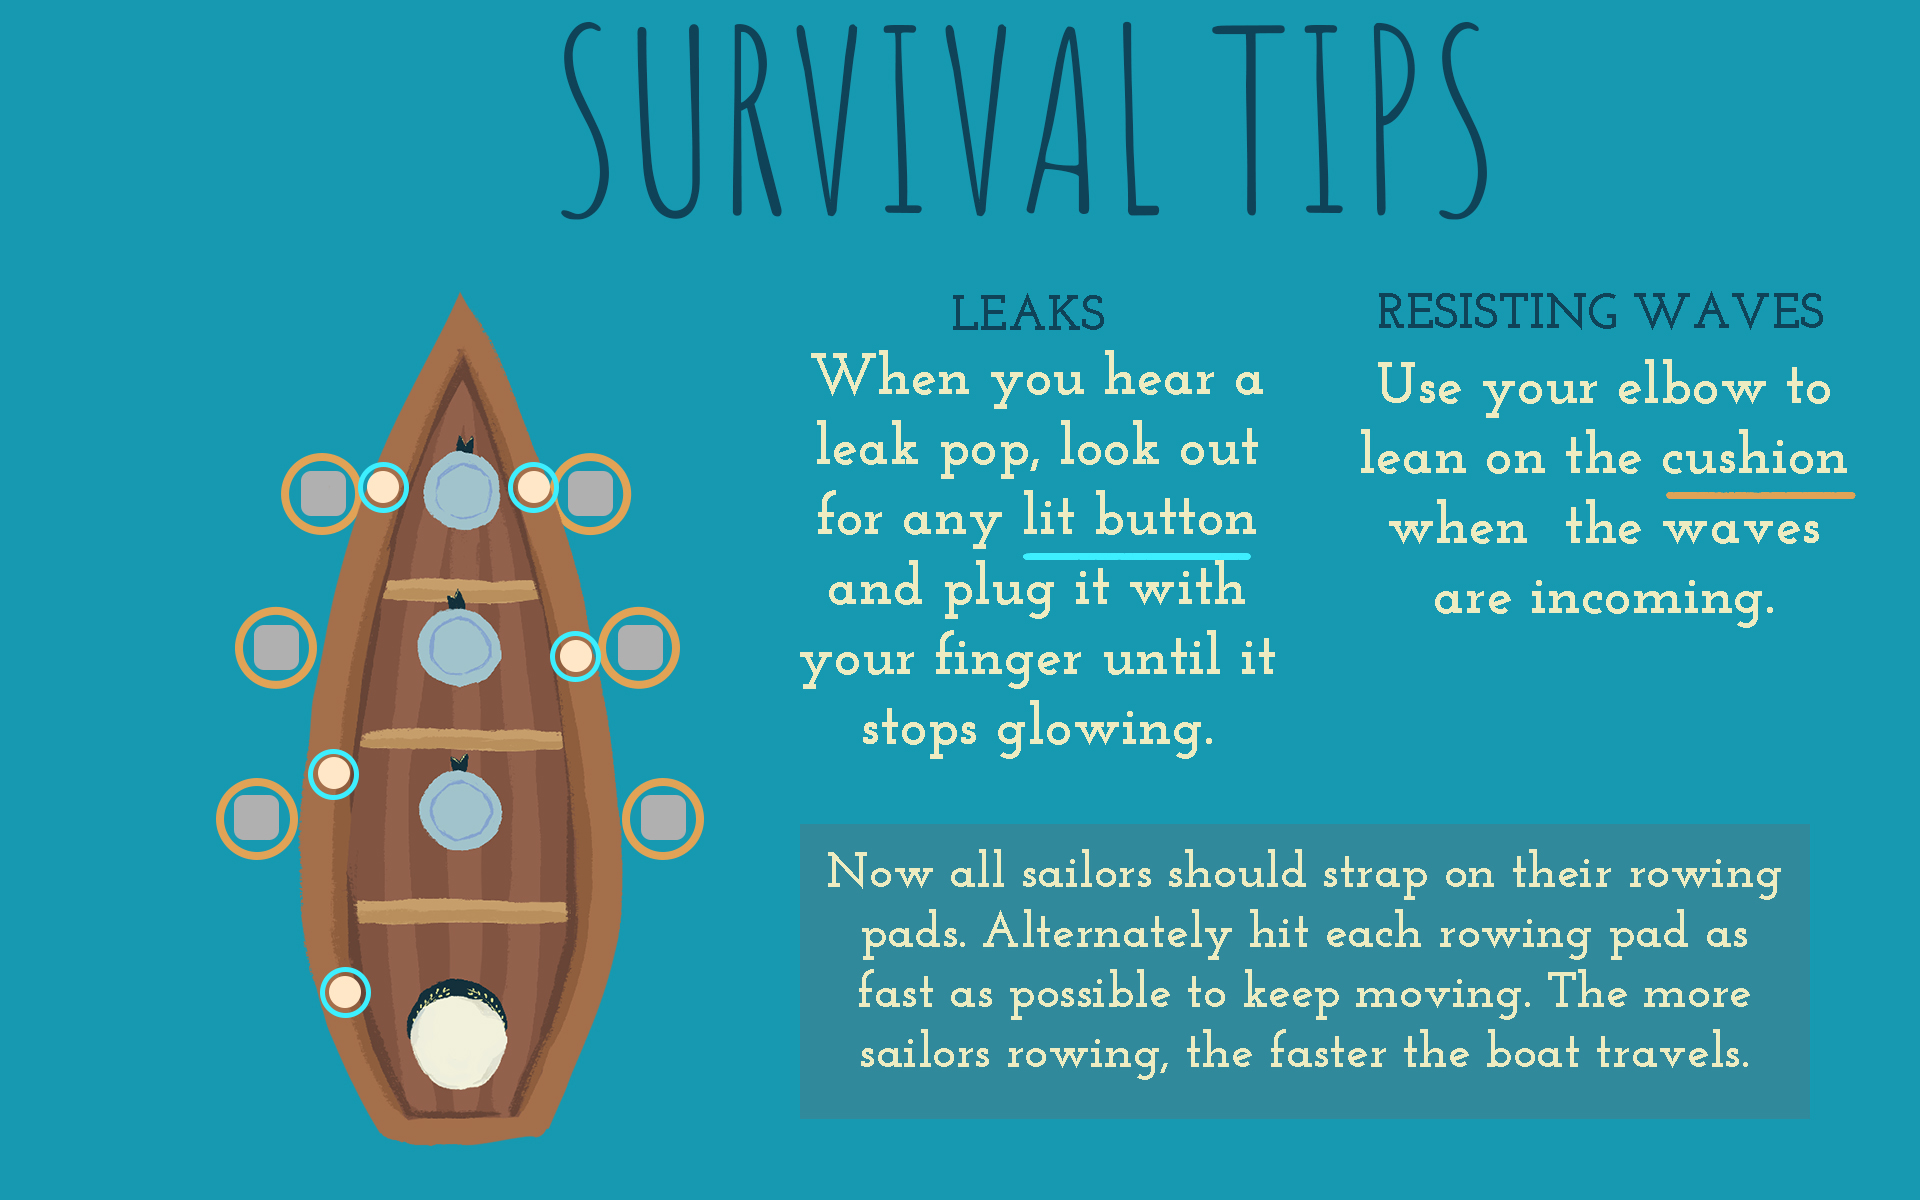 SURVIVAL TIPS
LEAKS
When you hear a
leak pop, look out
for any lit button
and plug it with
your finger until it
stops glowing.
RESISTING WAVES
Use your elbow to
lean on the cushion
when the waves
are incoming.
Now all sailors should strap on their rowing
pads. Alternately hit each rowing pad as
fast as possible to keep moving. The more
sailors rowing, the faster the boat travels.